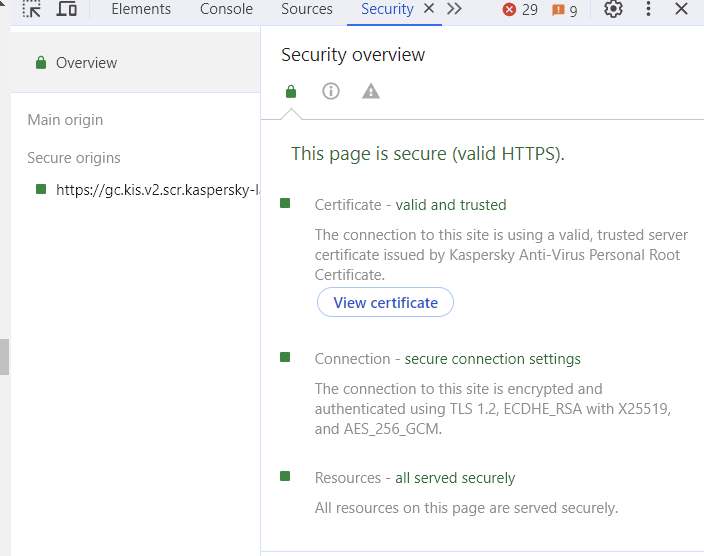 Elements Console Sources Security 29 9
Overview
Main origin
Secure origins
https://gc.kis.v2.scr.kaspersky-l
Security overview
This page is secure (valid HTTPS).
Certificate - valid and trusted
The connection to this site is using a valid, trusted server
certificate issued by Kaspersky Anti-Virus Personal Root
Certificate.
View certificate
Connection - secure connection settings
The connection to this site is encrypted and
authenticated using TLS 1.2, ECDHE_RSA with X25519,
and AES_256_GCM.
Resources - all served securely
All resources on this page are served securely.